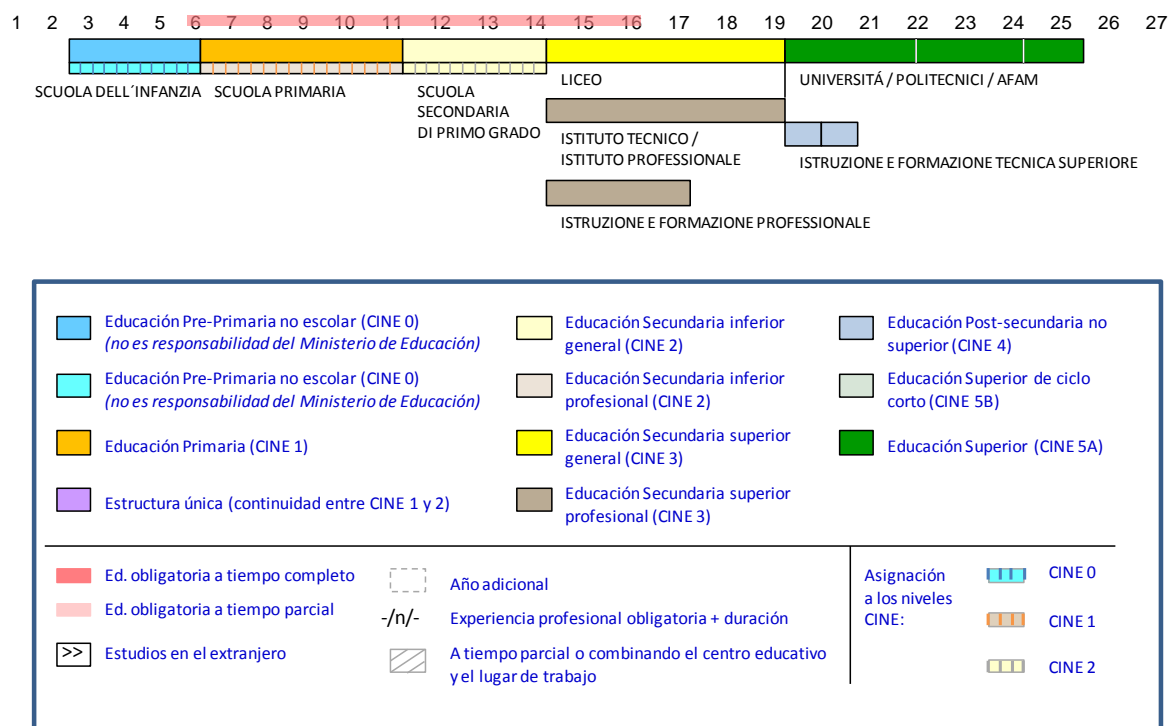 1 2 3 4 5 6 7 8 9 10 11 12 13 14 15 16 17 18 19 20 21 22 23 24 25 26 27
SCUOLA DELL´INFANZIA
SCUOLA PRIMARIA
SCUOLA
SECONDARIA
DI PRIMO GRADO
LICEO
UNIVERSITÁ / POLITECNICI / AFAM
ISTITUTO TECNICO /
ISTITUTO PROFESSIONALE
ISTRUZIONE E FORMAZIONE TECNICA SUPERIORE
ISTRUZIONE E FORMAZIONE PROFESSIONALE
Educación Pre-Primaria no escolar (CINE 0)
(no es responsabilidad del Ministerio de Educación)
Educación Pre-Primaria no escolar (CINE 0)
(no es responsabilidad del Ministerio de Educación)
Educación Primaria (CINE 1)
Estructura única (continuidad entre CINE 1 y 2)
Educación Secundaria inferior
general (CINE 2)
Educación Secundaria inferior
profesional (CINE 2)
Educación Secundaria superior
general (CINE 3)
Educación Secundaria superior
profesional (CINE 3)
Educación Post-secundaria no
superior (CINE 4)
Educación Superior de ciclo
corto (CINE 5B)
Educación Superior (CINE 5A)
Ed. obligatoria a tiempo completo
Ed. obligatoria a tiempo parcial
>> Estudios en el extranjero
Año adicional
-/n/- Experiencia profesional obligatoria + duración
A tiempo parcial o combinando el centro educativo
y el lugar de trabajo
Asignación
a los niveles
CINE:
CINE 0
CINE 1
CINE 2